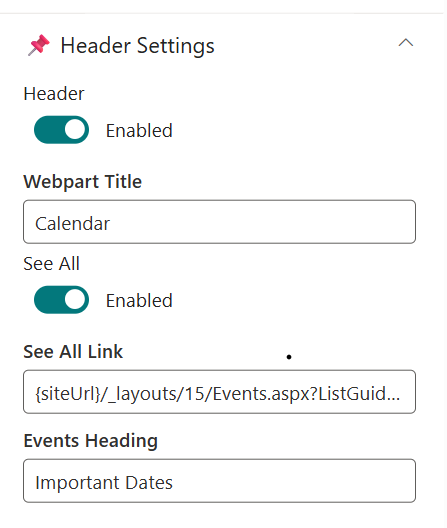 Header Settings
Header
Enabled
Webpart Title
Calendar
See All
Enabled
See All Link
{siteUrl}/_layouts/15/Events.aspx?ListGuid...
Events Heading
Important Dates